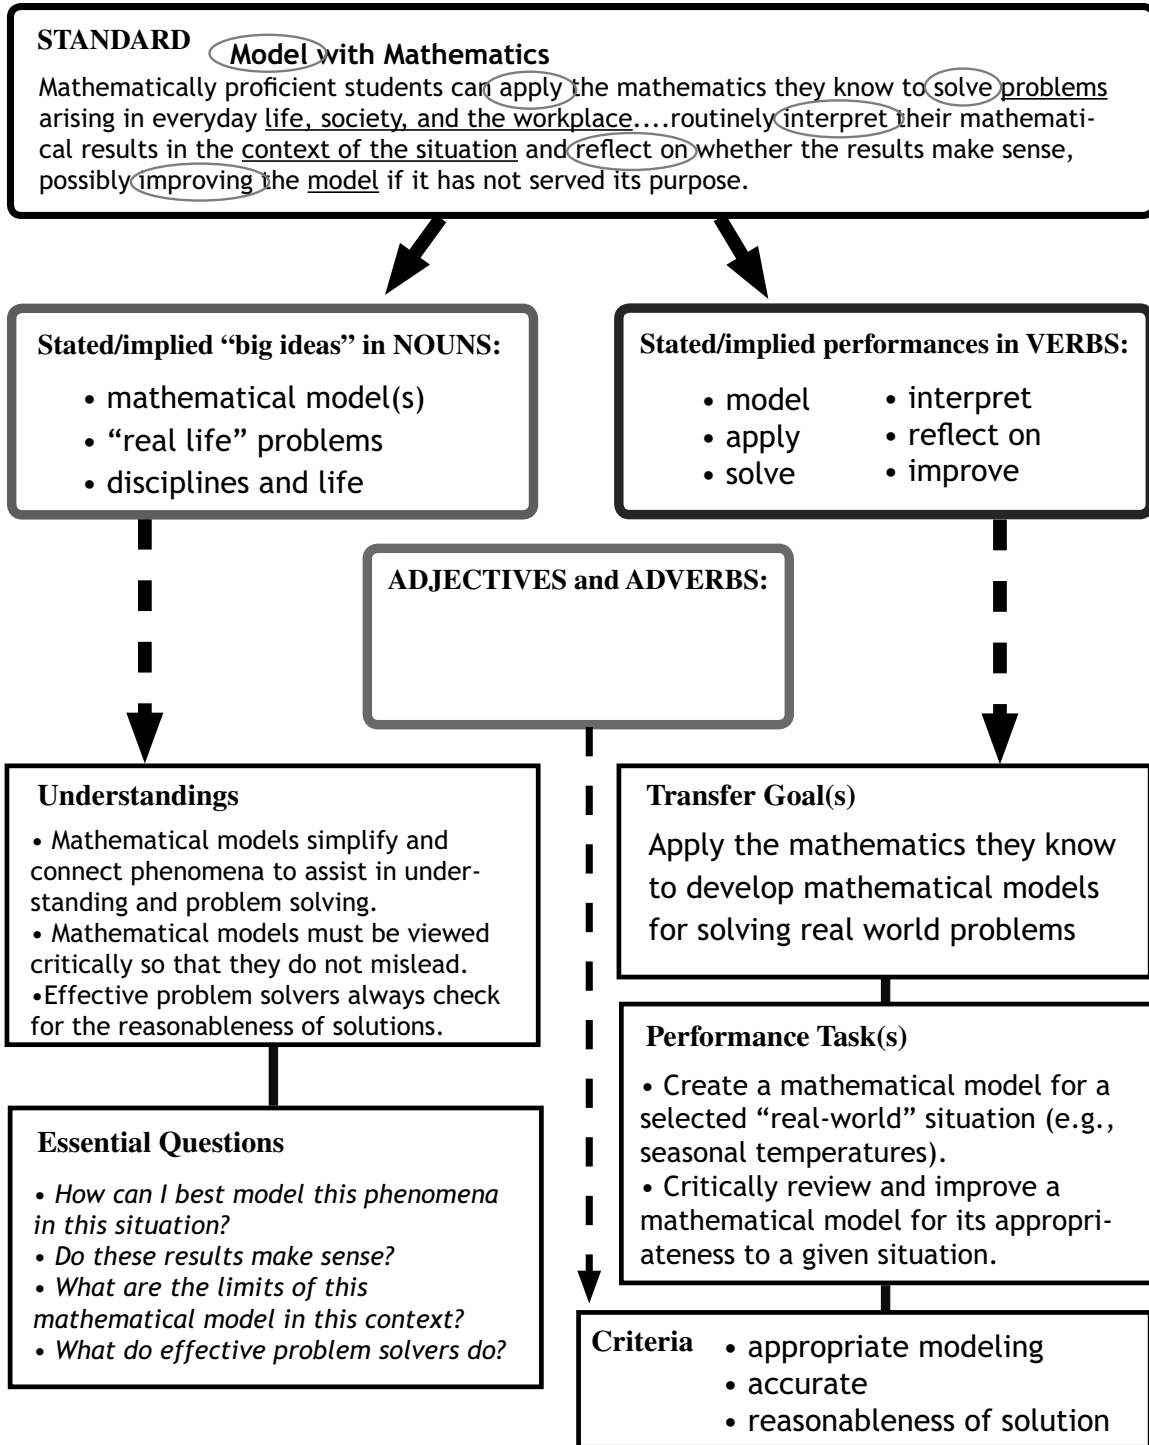 STANDARD
Model with Mathematics
Mathematically proficient students can apply the mathematics they know to solve problems
arising in everyday life, society, and the workplace....routinely interpret their mathemati-
cal results in the context of the situation and reflect on whether the results make sense,
possibly improving the model if it has not served its purpose.
Stated/implied “big ideas” in NOUNS:
• mathematical model(s)
• “real life” problems
• disciplines and life
Stated/implied performances in VERBS:
• model
• apply
• solve
• interpret
• reflect on
• improve
ADJECTIVES and ADVERBS:
Understandings
• Mathematical models simplify and
connect phenomena to assist in under-
standing and problem solving.
• Mathematical models must be viewed
critically so that they do not mislead.
•Effective problem solvers always check
for the reasonableness of solutions.
Essential Questions
• How can I best model this phenomena
in this situation?
• Do these results make sense?
• What are the limits of this
mathematical model in this context?
• What do effective problem solvers do?
Transfer Goal(s)
Apply the mathematics they know
to develop mathematical models
for solving real world problems
Performance Task(s)
• Create a mathematical model for a
selected “real-world” situation (e.g.,
seasonal temperatures).
• Critically review and improve a
mathematical model for its appropri-
ateness to a given situation.
Criteria
• appropriate modeling
• accurate
• reasonableness of solution